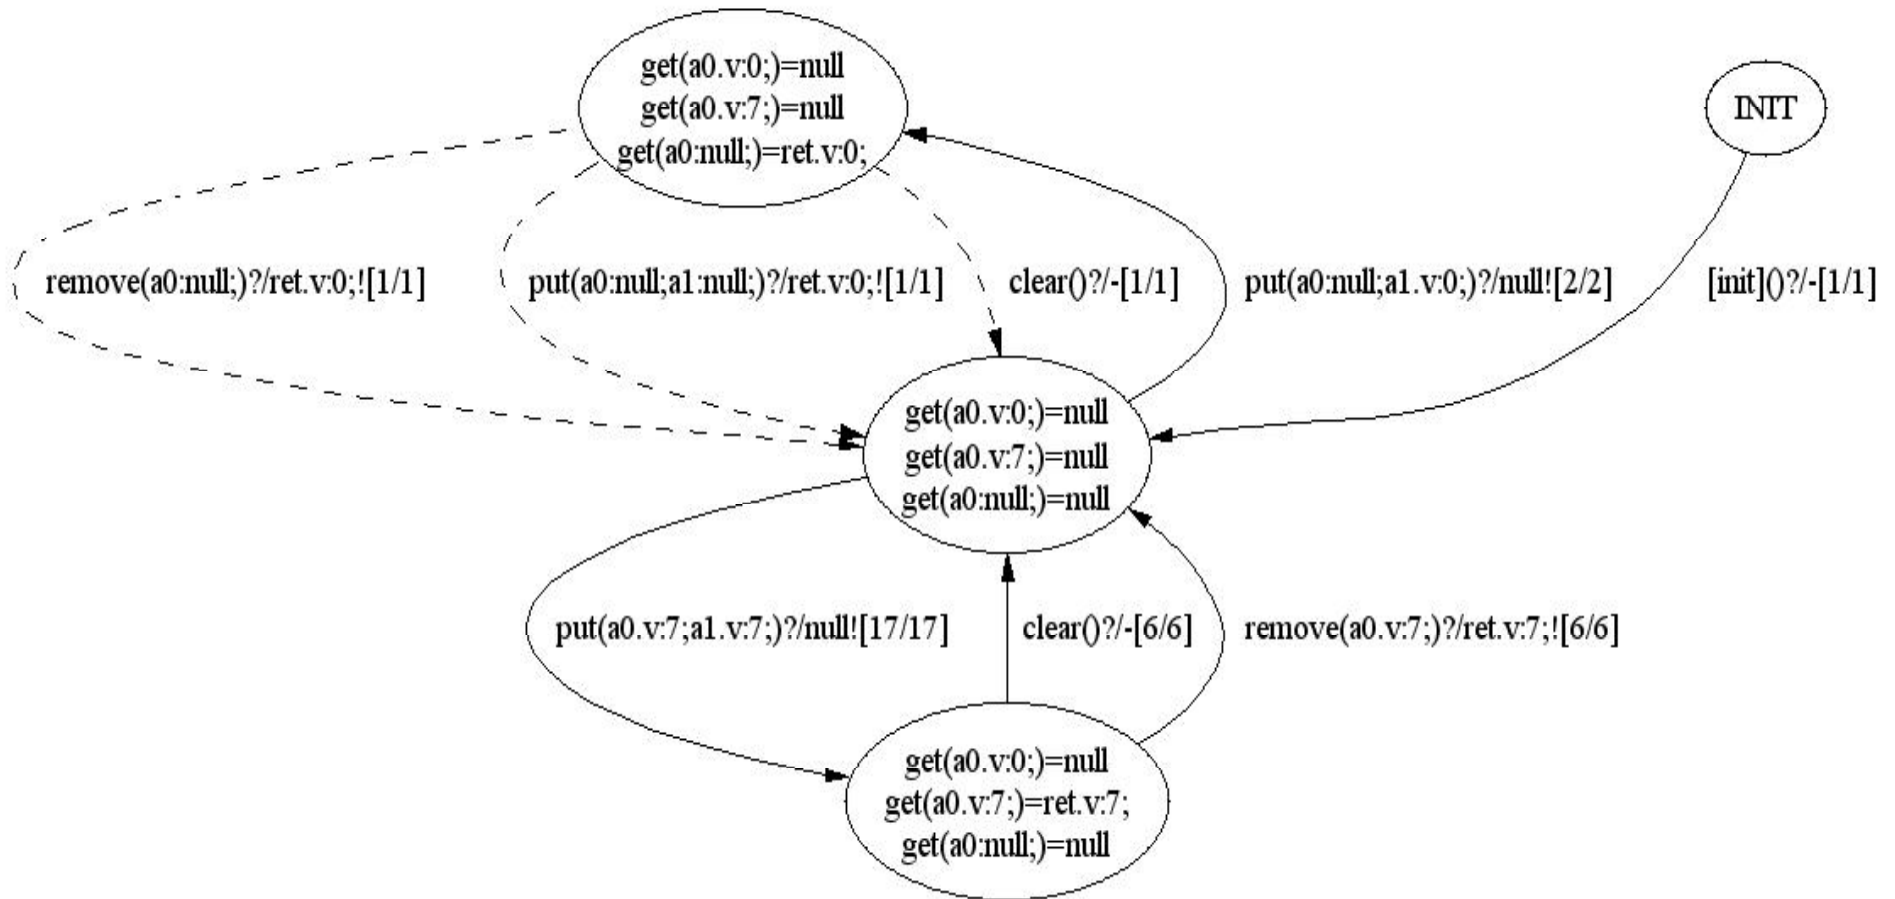 get(a0.v:0;)=null
get(a0.v:7;)=null
get(a0:null;)=ret.v:0;
INIT
remove(a0:null;)?/ret.v:0;![1/1]
put(a0:null;a1:null;)?/ret.v:0;![1/1]
clear()?/-[1/1]
put(a0:null;a1.v:0;)?/null![2/2]
[init]()?/-[1/1]
get(a0.v:0;)=null
get(a0.v:7;)=null
get(a0:null;)=null
put(a0.v:7;a1.v:7;)?/null![17/17]
clear()?/-[6/6]
remove(a0.v:7;)?/ret.v:7;![6/6]
get(a0.v:0;)=null
get(a0.v:7;)=ret.v:7;
get(a0:null;)=null